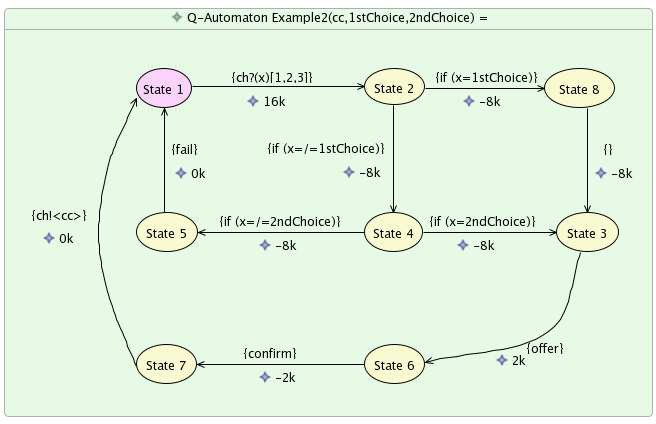 Q-Automaton Example2(cc,1stChoice,2ndChoice) =
{ch?(x)⌈1,2,3⌉}
{if (x=1stChoice)}
State 1
State 2
State 8
16k
-8k
{fail}
{if (x=/=1stChoice)}
{}
0k
-8k
-8k
{ch!<cc>}
{if (x=/=2ndChoice)}
{if (x=2ndChoice)}
State 5
State 4
State 3
0k
-8k
-8k
{confirm}
{offer}
2k
State 7
State 6
-2k